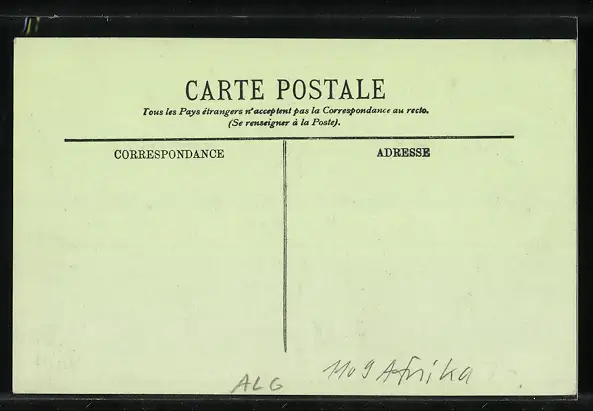 CARTE POSTALE
Tous les Pays étrangers n'acceptent pas la Correspondance au recto.
(Se renseigner à la Poste).
CORRESPONDANCE
ADRESSE
ALG
Afrika